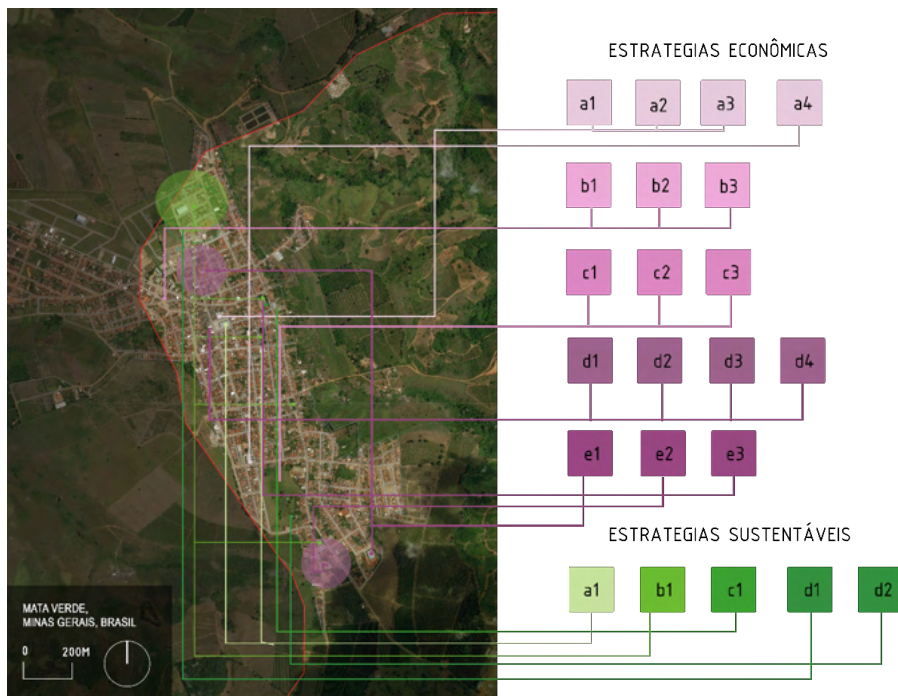 ESTRATEGIAS ECONÔMICAS
a1 a2 a3 a4
b1 b2 b3
c1 c2 c3
d1 d2 d3 d4
e1 e2 e3
ESTRATEGIAS SUSTENTÁVEIS
a1 b1 c1 d1 d2
MATA VERDE,
MINAS GERAIS, BRASIL
0 200M